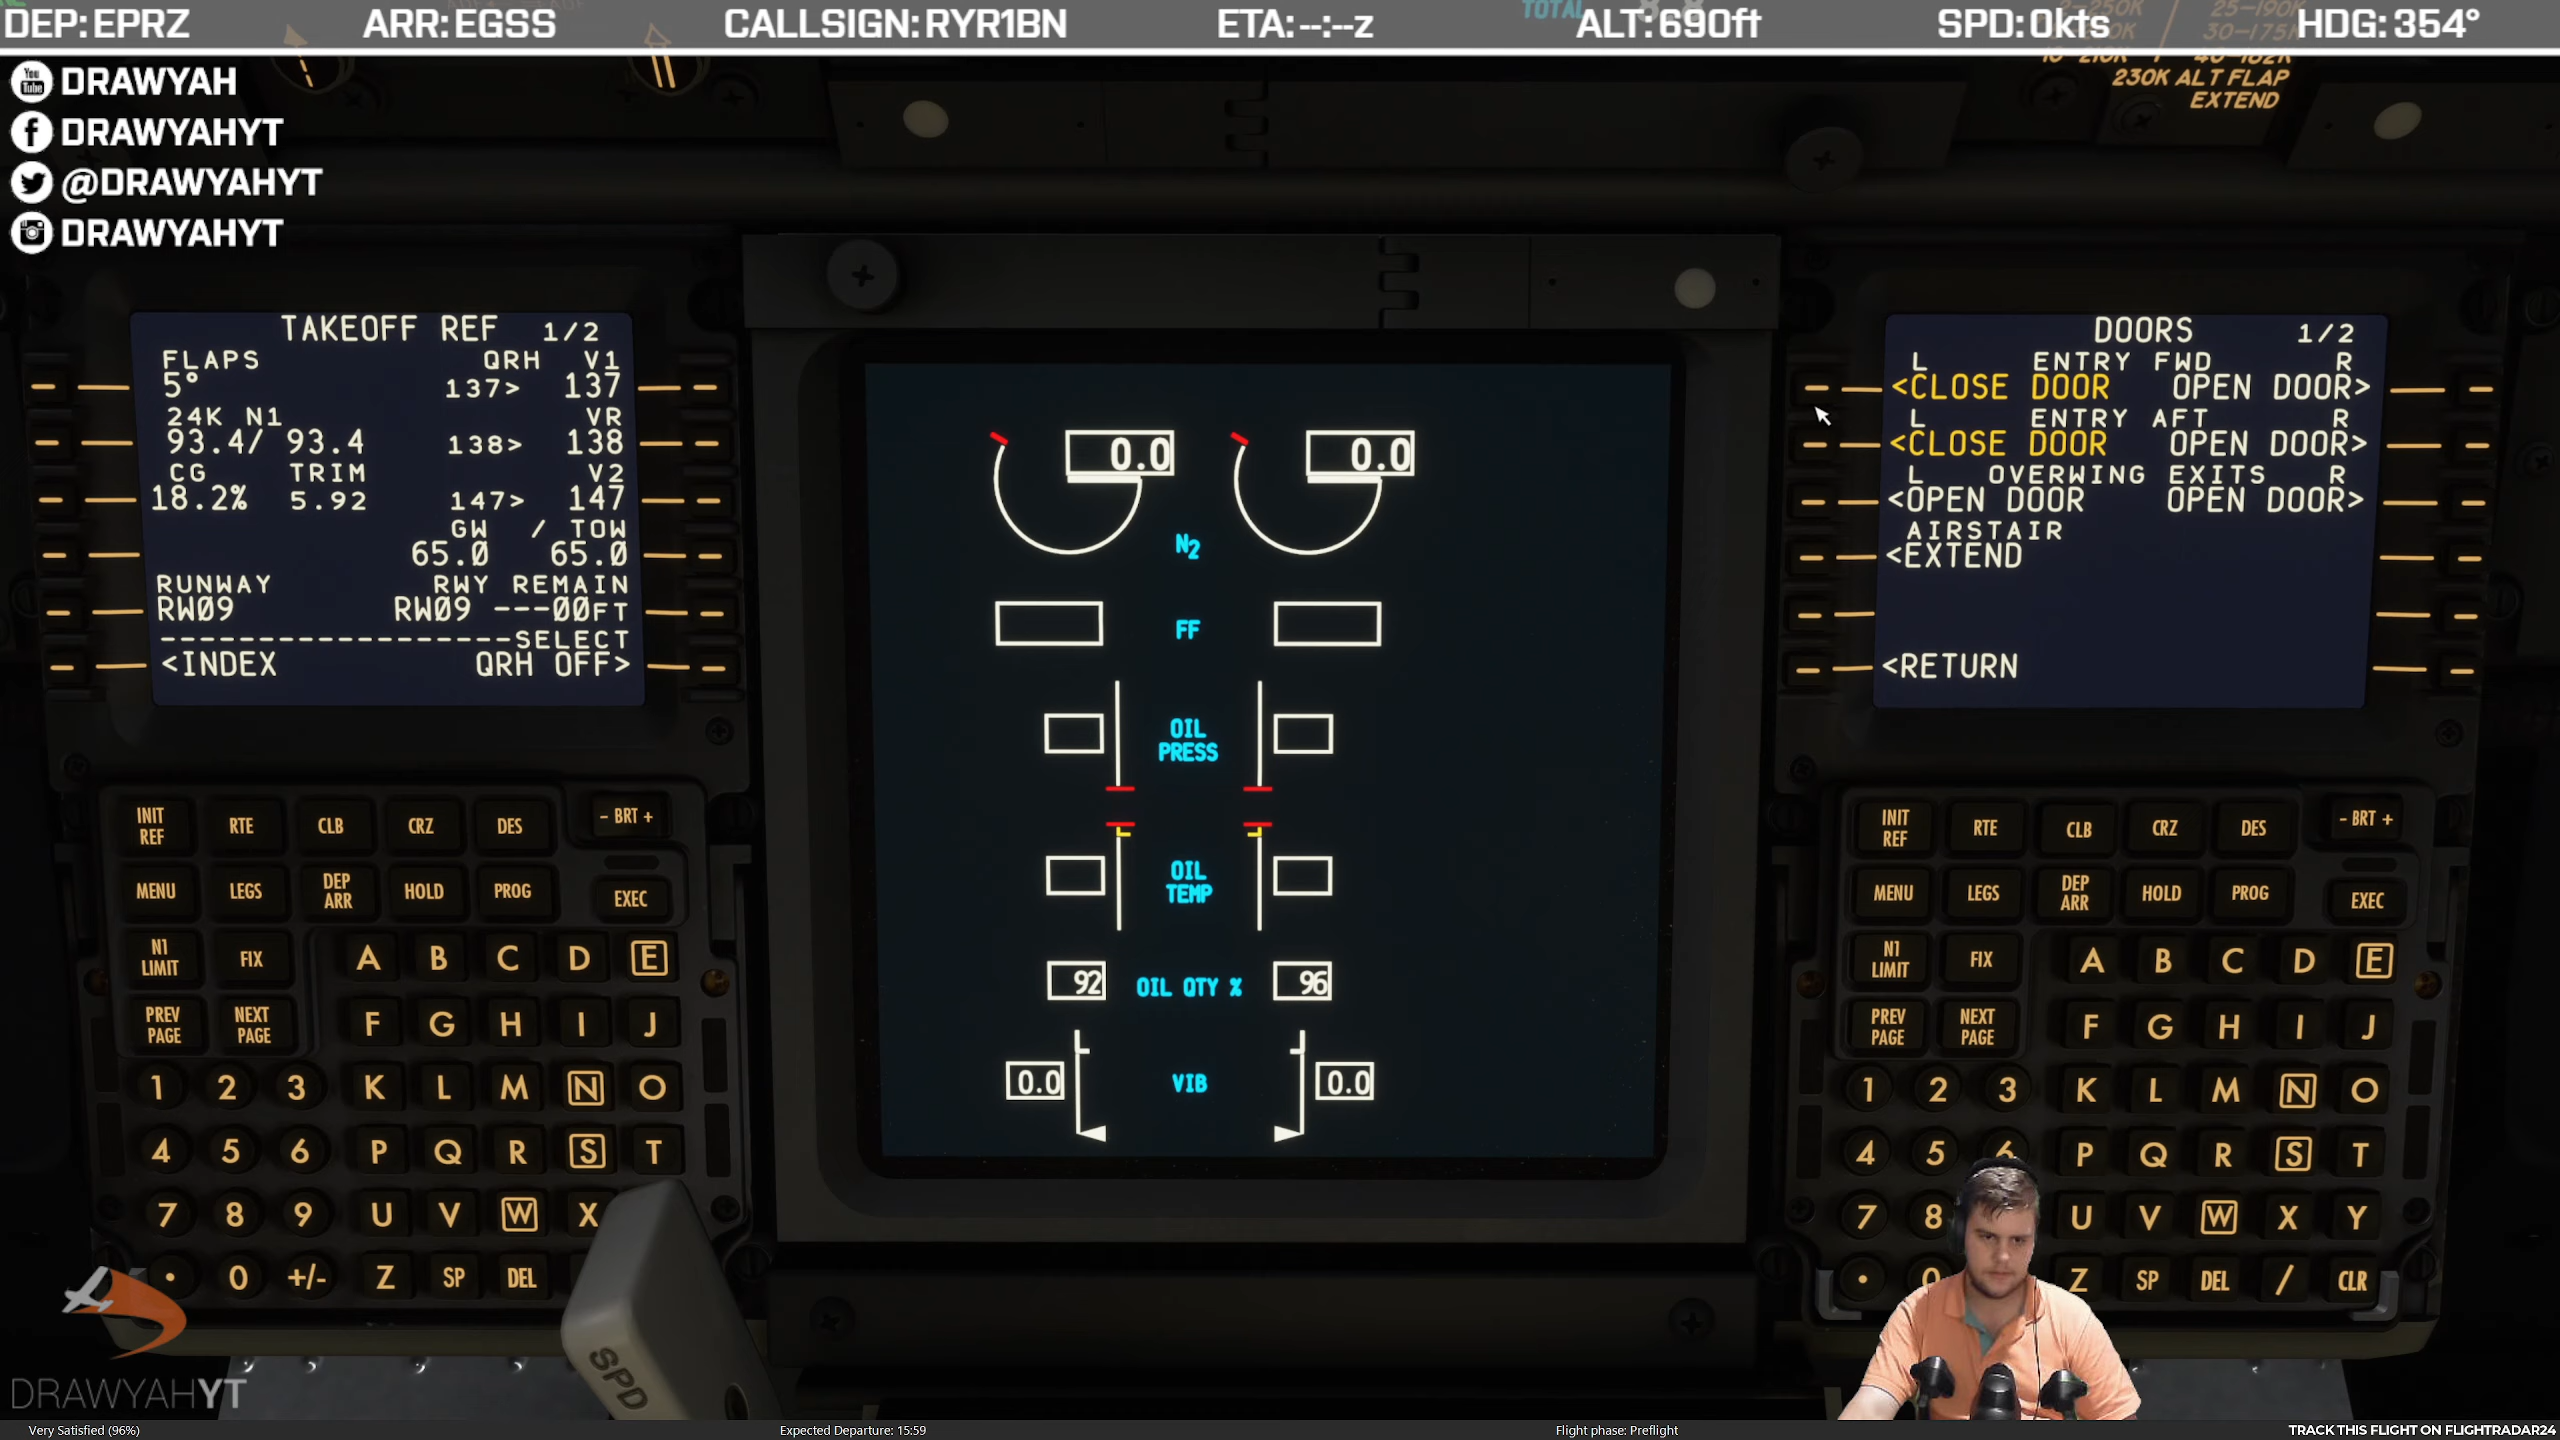 DEP: EPRZ ARR: EGSS CALLSIGN: RYR1BN ETA: --:--z ALT: 690ft SPD: 0kts HDG: 354°
TOTAL
230K ALT FLAP
EXTEND
You Tube DRAWYAH
DRAWYAHYT
@DRAWYAHYT
DRAWYAHYT
TAKEOFF REF 1/2
FLAPS QRH V1
5° 137> 137
24K N1 VR
93.4/ 93.4 138> 138
CG TRIM V2
18.2% 5.92 147> 147
GW / TOW
65.0 65.0
RUNWAY RWY REMAIN
RW09 RW09 ---00FT
------------------SELECT
<INDEX QRH OFF>
0.0 0.0
N2
FF
OIL
PRESS
OIL
TEMP
92 OIL QTY % 96
0.0 VIB 0.0
DOORS 1/2
L ENTRY FWD R
<CLOSE DOOR OPEN DOOR>
L ENTRY AFT R
<CLOSE DOOR OPEN DOOR>
L OVERWING EXITS R
<OPEN DOOR OPEN DOOR>
AIRSTAIR
<EXTEND
<RETURN
INIT REF RTE CLB CRZ DES - BRT +
MENU LEGS DEP ARR HOLD PROG EXEC
N1 LIMIT FIX A B C D E
PREV PAGE NEXT PAGE F G H I J
1 2 3 K L M N O
4 5 6 P Q R S T
7 8 9 U V W X
. 0 +/- Z SP DEL
SPD
INIT REF RTE CLB CRZ DES - BRT +
MENU LEGS DEP ARR HOLD PROG EXEC
N1 LIMIT FIX A B C D E
PREV PAGE NEXT PAGE F G H I J
1 2 3 K L M N O
4 5 6 P Q R S T
7 8 U V W X Y
. 0 Z SP DEL / CLR
DRAWYAHYT
Very Satisfied (96%) Expected Departure: 15:59 Flight phase: Preflight TRACK THIS FLIGHT ON FLIGHTRADAR24